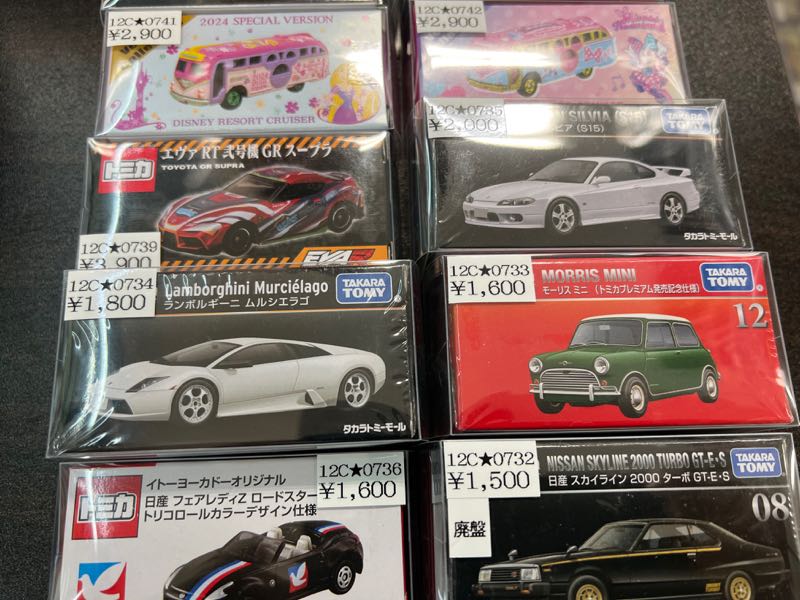 12C★0741
¥2,900
2024 SPECIAL VERSION
DISNEY RESORT CRUISER
12C★0742
¥2,900
エヴァ RT 弐号機 GR スープラ
TOYOTA GR SUPRA
トミカ
12C★0739
¥3,900
EVA
12C★0735
¥2,000
SILVIA (S15)
ビア (S15)
TAKARA
TOMY
タカラトミーモール
12C★0734
¥1,800
Lamborghini Murciélago
ランボルギーニ ムルシエラゴ
TAKARA
TOMY
タカラトミーモール
12C★0733
¥1,600
MORRIS MINI
モーリス ミニ (トミカプレミアム発売記念仕様)
TAKARA
TOMY
12
12C★0736
¥1,600
イトーヨーカドーオリジナル
日産 フェアレディZ ロードスター
トリコロールカラーデザイン仕様
トミカ
12C★0732
¥1,500
廃盤
NISSAN SKYLINE 2000 TURBO GT-E・S
日産 スカイライン 2000 ターボ GT-E・S
TAKARA
TOMY
08